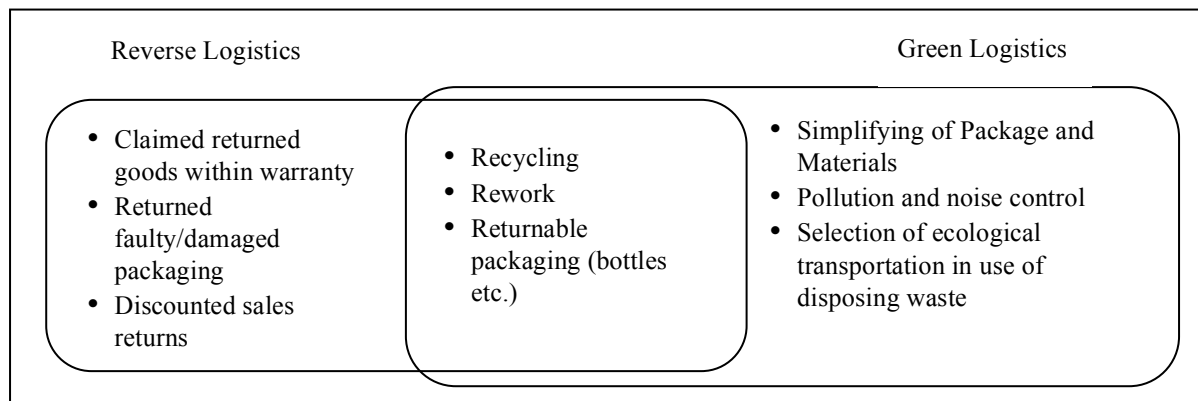 Reverse Logistics
Green Logistics
• Claimed returned
goods within warranty
• Returned
faulty/damaged
packaging
• Discounted sales
returns
• Recycling
• Rework
• Returnable
packaging (bottles
etc.)
• Simplifying of Package and
Materials
• Pollution and noise control
• Selection of ecological
transportation in use of
disposing waste